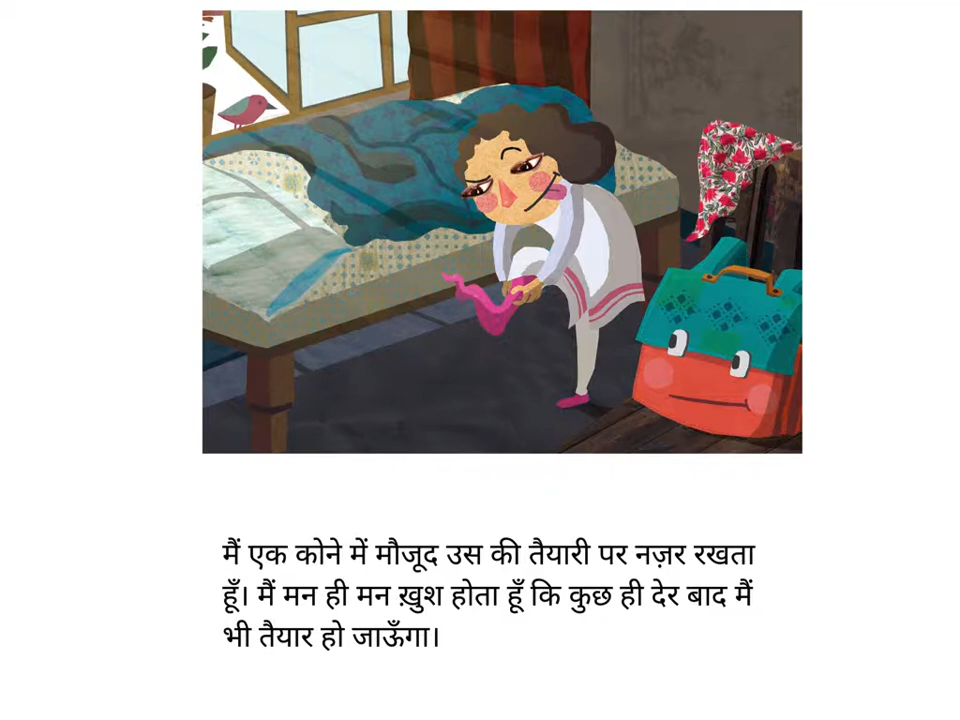 मैं एक कोने में मौजूद उस की तैयारी पर नज़र रखता
हूँ। मैं मन ही मन ख़ुश होता हूँ कि कुछ ही देर बाद मैं
भी तैयार हो जाऊँगा।